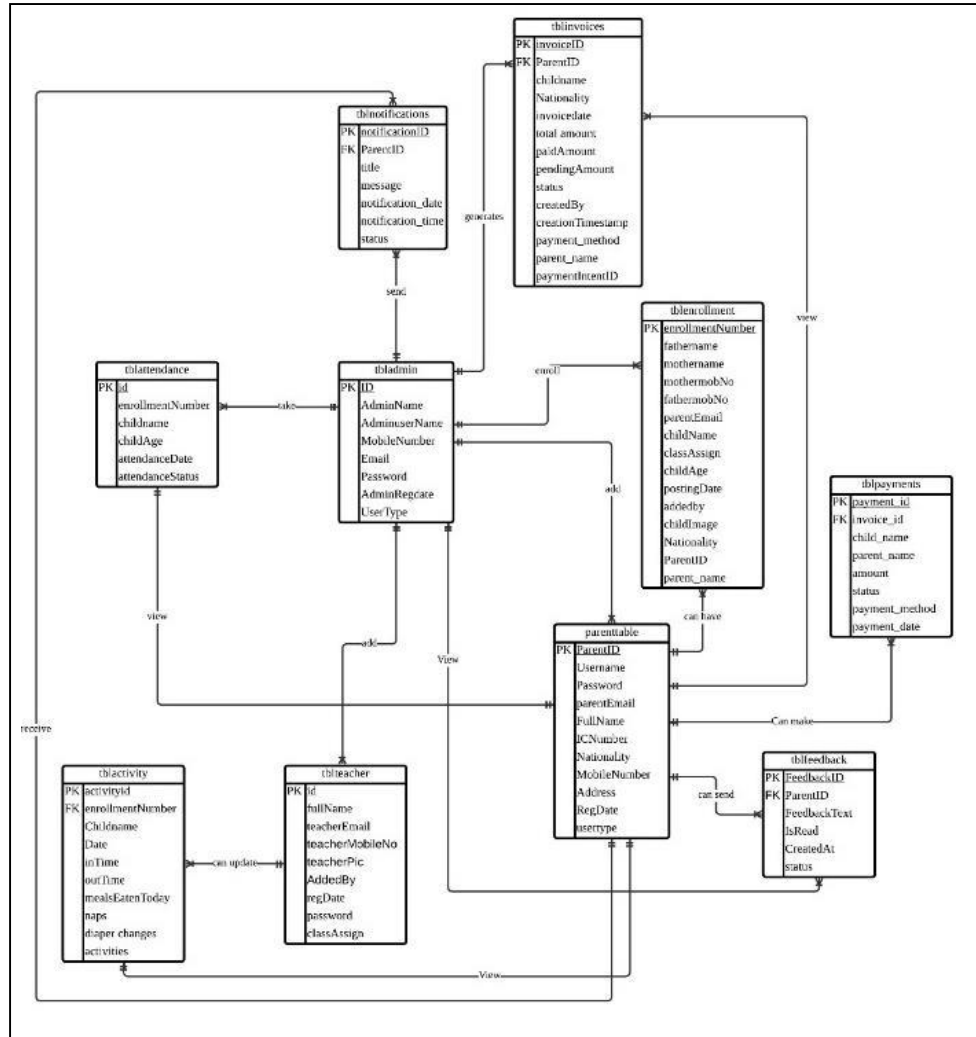 tblinvoices
PK invoiceID
FK ParentID
childname
Nationality
invoicedate
total amount
paidAmount
pendingAmount
status
createdBy
creationTimestamp
payment_method
parent_name
paymentIntentID
tblnotifications
PK notificationID
FK ParentID
title
message
notification_date
notification_time
status
generates
send
view
tblenrollment
PK enrollmentNumber
fathername
mothername
mothermobNo
fathermobNo
parentEmail
childName
classAssign
childAge
postingDate
addedby
childImage
Nationality
ParentID
parent_name
enroll
tblattendance
PK id
enrollmentNumber
childname
childAge
attendanceDate
attendanceStatus
take
tbladmin
PK ID
AdminName
AdminuserName
MobileNumber
Email
Password
AdminRegdate
UserType
add
tblpayments
PK payment_id
FK invoice_id
child_name
parent_name
amount
status
payment_method
payment_date
can have
view
add
View
parenttable
PK ParentID
Username
Password
parentEmail
FullName
ICNumber
Nationality
MobileNumber
Address
RegDate
usertype
Can make
receive
tblactivity
PK activityid
FK enrollmentNumber
Childname
Date
inTime
outTime
mealsEatenToday
naps
diaper changes
activities
can update
tblteacher
PK id
fullName
teacherEmail
teacherMobileNo
teacherPic
AddedBy
regDate
password
classAssign
can send
tblfeedback
PK FeedbackID
FK ParentID
FeedbackText
IsRead
CreatedAt
status
View